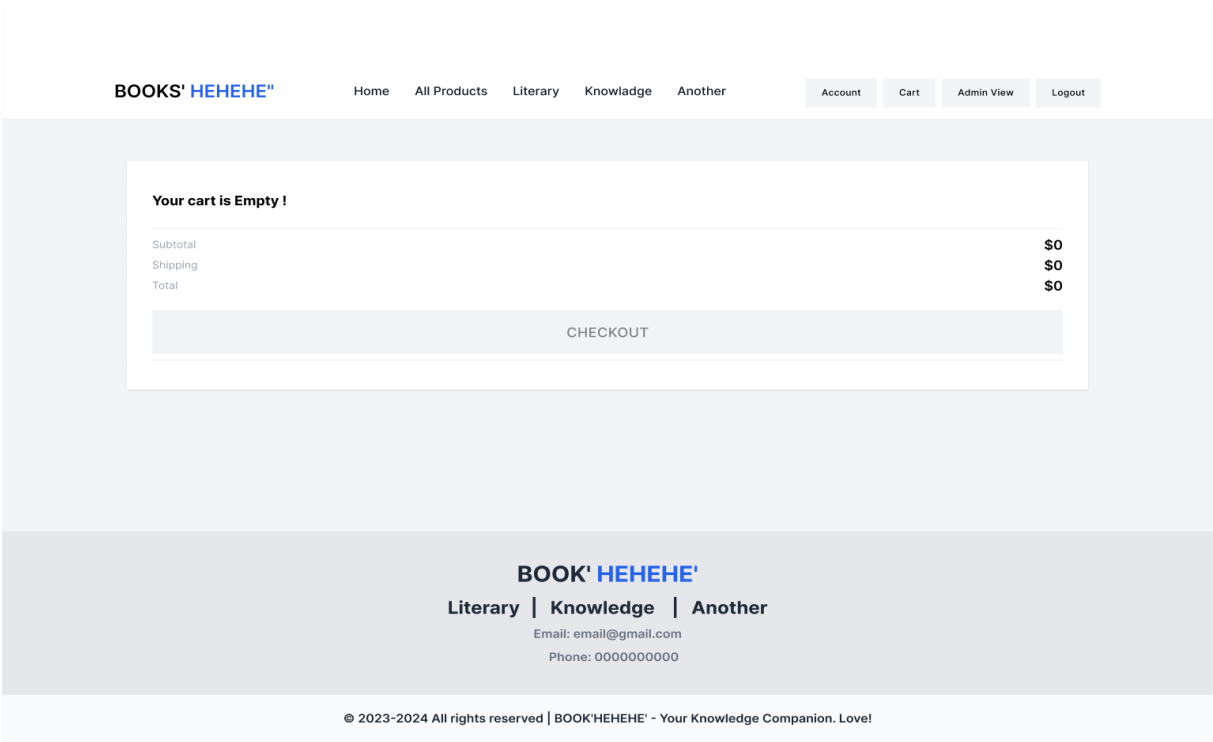 BOOKS' HEHEHE" Home All Products Literary Knowladge Another Account Cart Admin View Logout
Your cart is Empty !
Subtotal $0
Shipping $0
Total $0
CHECKOUT
BOOK' HEHEHE'
Literary | Knowledge | Another
Email: email@gmail.com
Phone: 0000000000
© 2023-2024 All rights reserved | BOOK'HEHEHE' - Your Knowledge Companion. Love!